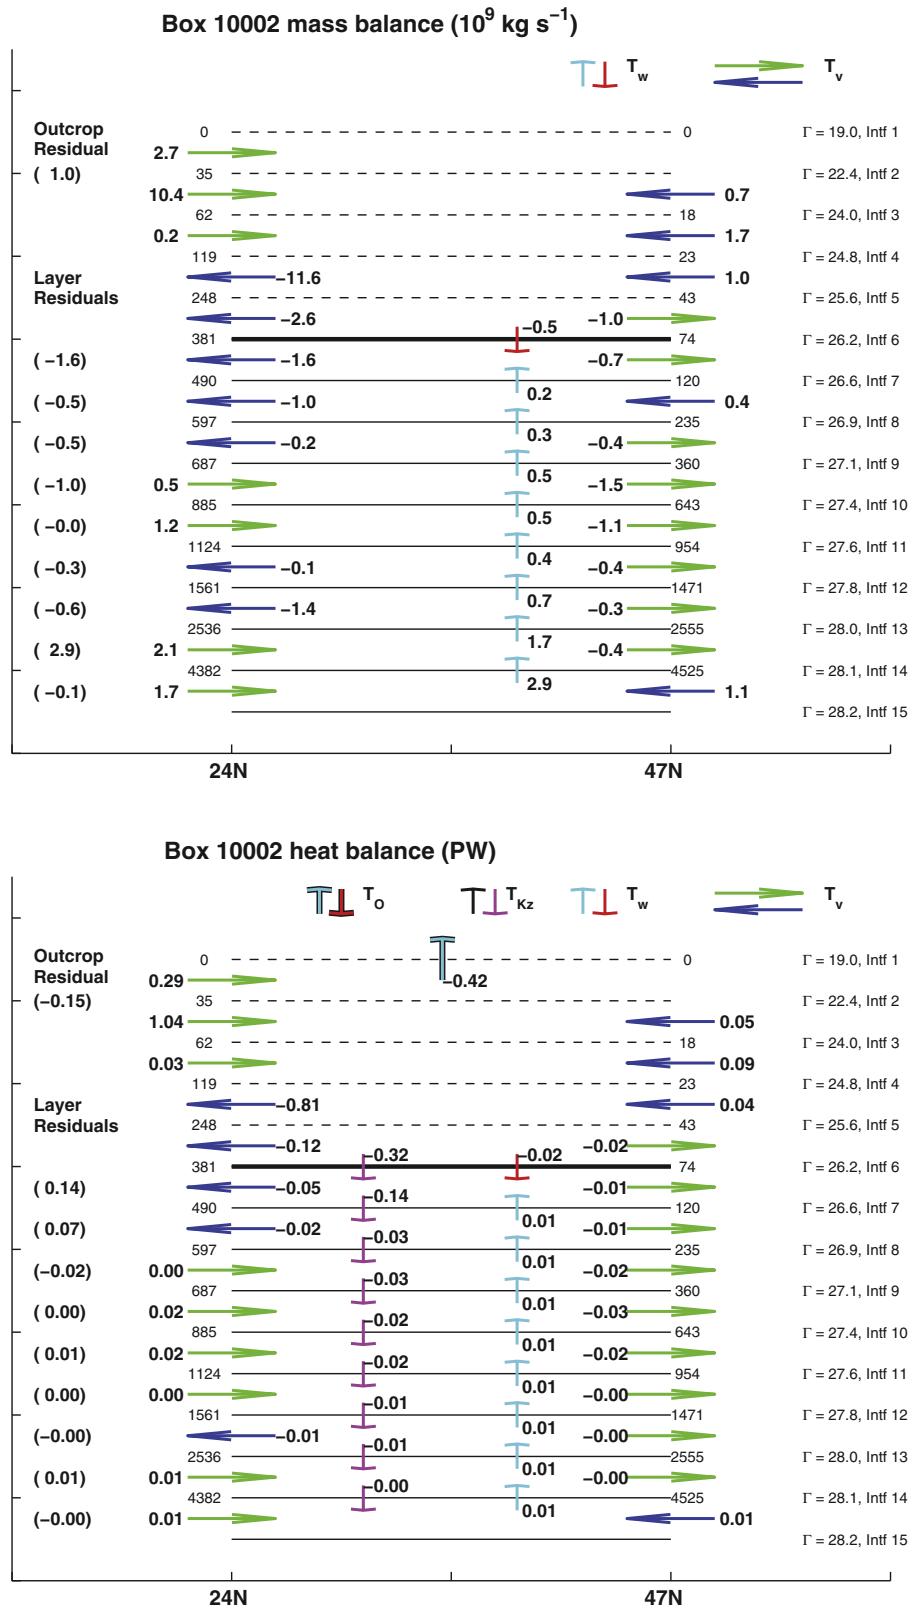 Box 10002 mass balance (10⁹ kg s⁻¹)
T_w T_v
Outcrop 0 0 Γ = 19.0, Intf 1
Residual 2.7
( 1.0) 35 Γ = 22.4, Intf 2
10.4 0.7
62 18 Γ = 24.0, Intf 3
0.2 1.7
119 23 Γ = 24.8, Intf 4
Layer −11.6 1.0
Residuals 248 43 Γ = 25.6, Intf 5
−2.6 −1.0 −0.5
381 74 Γ = 26.2, Intf 6
( −1.6) −1.6 −0.7
490 120 Γ = 26.6, Intf 7
( −0.5) −1.0 0.2 0.4
597 235 Γ = 26.9, Intf 8
( −0.5) −0.2 0.3 −0.4
687 360 Γ = 27.1, Intf 9
( −1.0) 0.5 0.5 −1.5
885 643 Γ = 27.4, Intf 10
( −0.0) 1.2 0.5 −1.1
1124 954 Γ = 27.6, Intf 11
( −0.3) −0.1 0.4 −0.4
1561 1471 Γ = 27.8, Intf 12
( −0.6) −1.4 0.7 −0.3
2536 2555 Γ = 28.0, Intf 13
( 2.9) 2.1 1.7 −0.4
4382 4525 Γ = 28.1, Intf 14
( −0.1) 1.7 2.9 1.1
Γ = 28.2, Intf 15
24N 47N
Box 10002 heat balance (PW)
T_O T_Kz T_w T_v
Outcrop 0 0 Γ = 19.0, Intf 1
Residual 0.29 −0.42
(−0.15) 35 Γ = 22.4, Intf 2
1.04 0.05
62 18 Γ = 24.0, Intf 3
0.03 0.09
119 23 Γ = 24.8, Intf 4
Layer −0.81 0.04
Residuals 248 43 Γ = 25.6, Intf 5
−0.12 −0.32 −0.02 −0.02
381 74 Γ = 26.2, Intf 6
( 0.14) −0.05 −0.14 −0.01
490 120 Γ = 26.6, Intf 7
( 0.07) −0.02 −0.03 0.01 −0.01
597 235 Γ = 26.9, Intf 8
(−0.02) 0.00 −0.03 0.01 −0.02
687 360 Γ = 27.1, Intf 9
( 0.00) 0.02 −0.02 0.01 −0.03
885 643 Γ = 27.4, Intf 10
( 0.01) 0.02 −0.02 0.01 −0.02
1124 954 Γ = 27.6, Intf 11
( 0.00) 0.00 −0.01 0.01 −0.00
1561 1471 Γ = 27.8, Intf 12
(−0.00) −0.01 −0.01 0.01 −0.00
2536 2555 Γ = 28.0, Intf 13
( 0.01) 0.01 −0.00 0.01 −0.00
4382 4525 Γ = 28.1, Intf 14
(−0.00) 0.01 0.01 0.01
Γ = 28.2, Intf 15
24N 47N